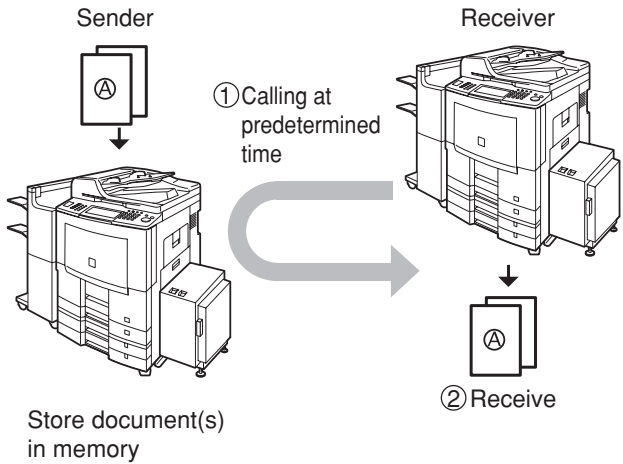 Sender
Receiver
Ⓐ
①Calling at
predetermined
time
Ⓐ
②Receive
Store document(s)
in memory